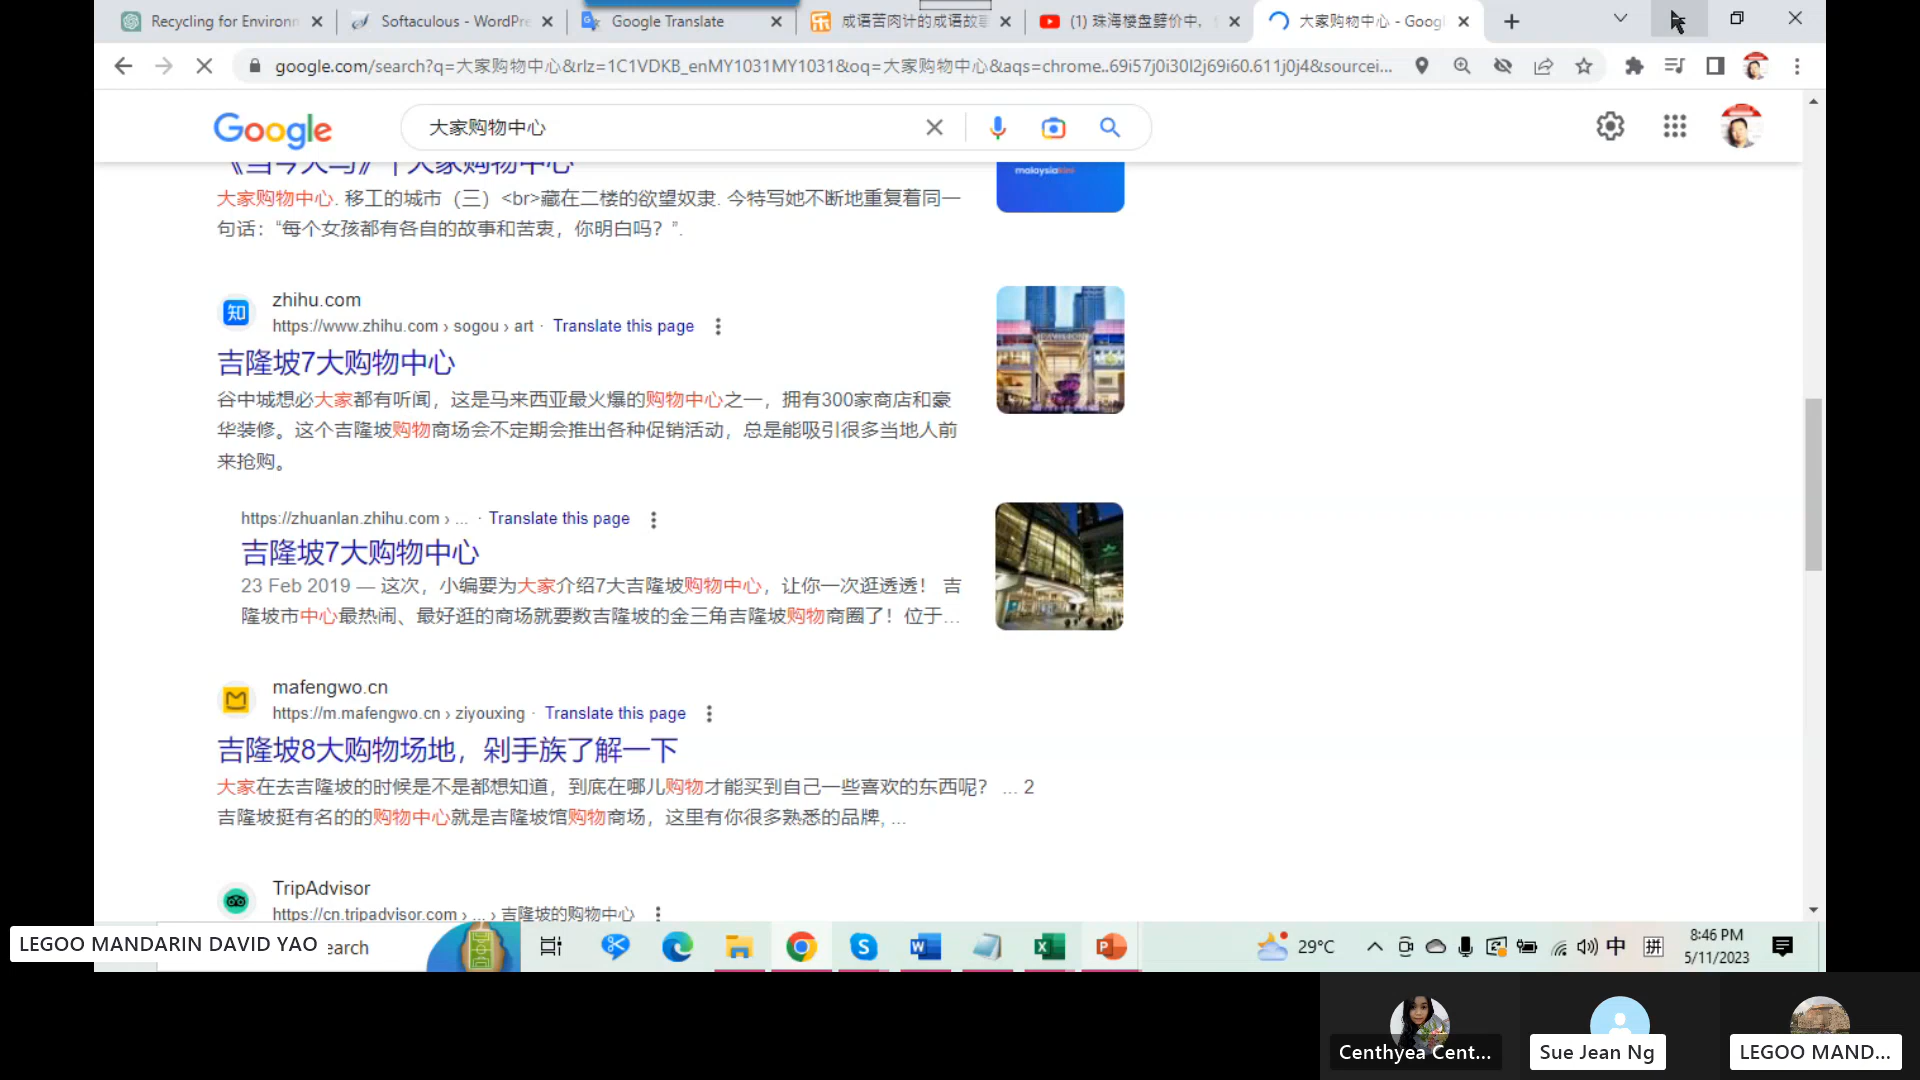 Recycling for Environn
Softaculous - WordPre
Google Translate
成语苦肉计的成语故事
(1) 珠海楼盘劈价中,
大家购物中心 - Googl
google.com/search?q=大家购物中心&rlz=1C1VDKB_enMY1031MY1031&oq=大家购物中心&aqs=chrome..69i57j0i30l2j69i60.611j0j4&sourcei...
Google
大家购物中心
《当今大马》 | 大家购物中心
malaysiakini
大家购物中心. 移工的城市（三）<br>藏在二楼的欲望奴隶. 今特写她不断地重复着同一
句话：“每个女孩都有各自的故事和苦衷，你明白吗？”.
知
zhihu.com
https://www.zhihu.com › sogou › art · Translate this page
吉隆坡7大购物中心
谷中城想必大家都有听闻，这是马来西亚最火爆的购物中心之一，拥有300家商店和豪
华装修。这个吉隆坡购物商场会不定期会推出各种促销活动，总是能吸引很多当地人前
来抢购。
https://zhuanlan.zhihu.com › ... · Translate this page
吉隆坡7大购物中心
23 Feb 2019 — 这次，小编要为大家介绍7大吉隆坡购物中心，让你一次逛透透！ 吉
隆坡市中心最热闹、最好逛的商场就要数吉隆坡的金三角吉隆坡购物商圈了！位于...
mafengwo.cn
https://m.mafengwo.cn › ziyouxing · Translate this page
吉隆坡8大购物场地，剁手族了解一下
大家在去吉隆坡的时候是不是都想知道，到底在哪儿购物才能买到自己一些喜欢的东西呢？ ... 2
吉隆坡挺有名的的购物中心就是吉隆坡馆购物商场，这里有你很多熟悉的品牌, ...
TripAdvisor
https://cn.tripadvisor.com › ... › 吉隆坡的购物中心
LEGOO MANDARIN DAVID YAO
earch
29°C
中
拼
8:46 PM
5/11/2023
Centhyea Cent...
Sue Jean Ng
LEGOO MAND...